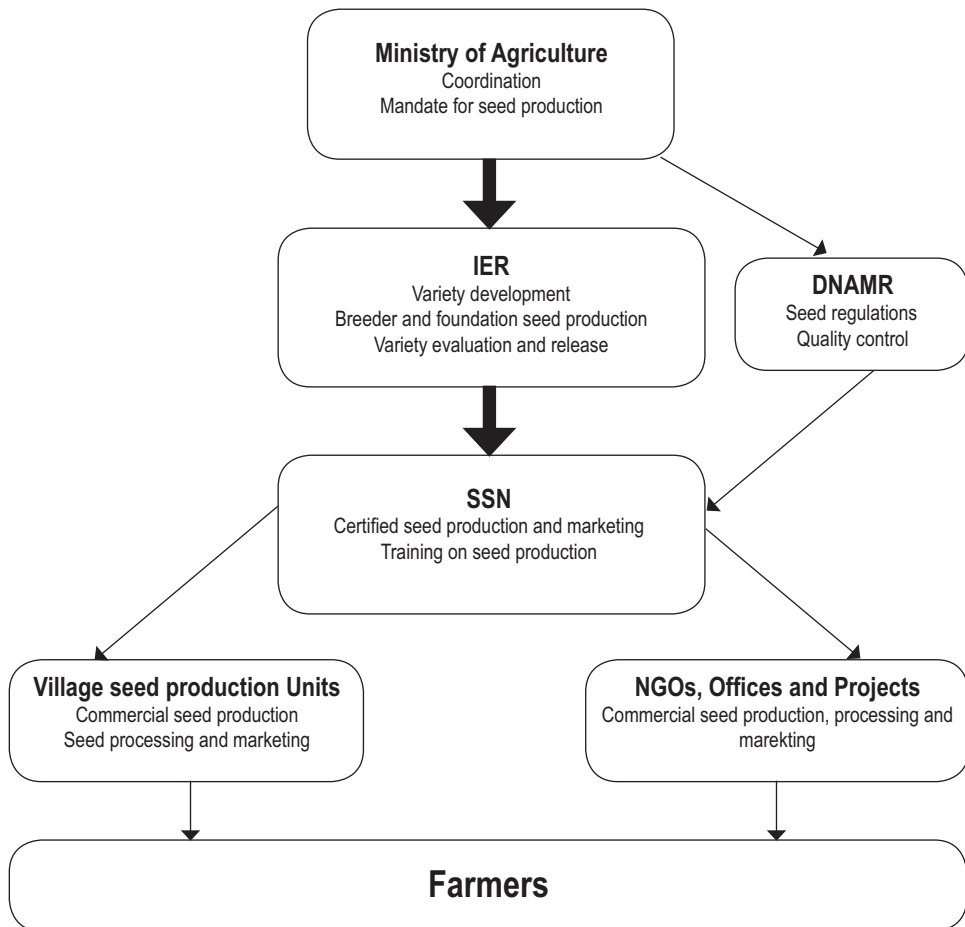 Ministry of Agriculture
Coordination
Mandate for seed production
IER
Variety development
Breeder and foundation seed production
Variety evaluation and release
DNAMR
Seed regulations
Quality control
SSN
Certified seed production and marketing
Training on seed production
Village seed production Units
Commercial seed production
Seed processing and marketing
NGOs, Offices and Projects
Commercial seed production, processing and
marekting
Farmers